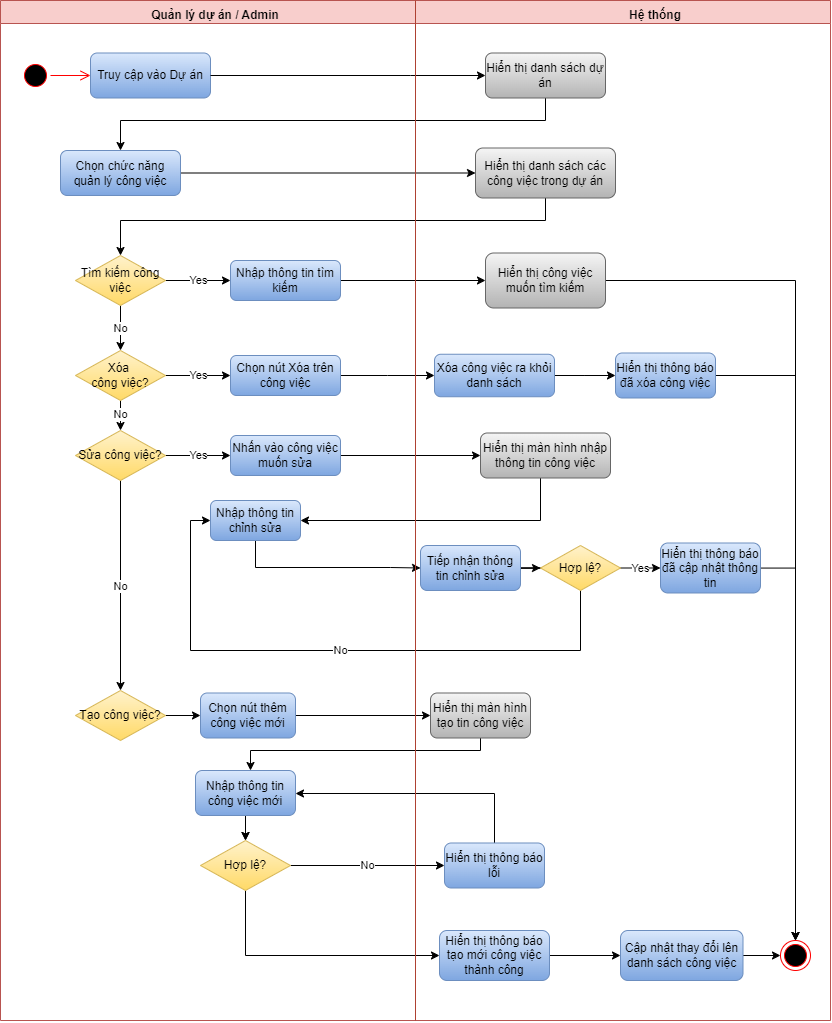 Quản lý dự án / Admin
Hệ thống
Truy cập vào Dự án
Hiển thị danh sách dự
án
Chọn chức năng
quản lý công việc
Hiển thị danh sách các
công việc trong dự án
Tìm kiếm công
việc
Yes
Nhập thông tin tìm
kiếm
Hiển thị công việc
muốn tìm kiếm
No
Xóa
công việc?
Yes
Chọn nút Xóa trên
công việc
Xóa công việc ra khỏi
danh sách
Hiển thị thông báo
đã xóa công việc
No
Sửa công việc?
Yes
Nhấn vào công việc
muốn sửa
Hiển thị màn hình nhập
thông tin công việc
Nhập thông tin
chỉnh sửa
Tiếp nhận thông
tin chỉnh sửa
Hợp lệ?
Yes
Hiển thị thông báo
đã cập nhật thông
tin
No
No
Tạo công việc?
Chọn nút thêm
công việc mới
Hiển thị màn hình
tạo tin công việc
Nhập thông tin
công việc mới
Hợp lệ?
No
Hiển thị thông báo
lỗi
Hiển thị thông báo
tạo mới công việc
thành công
Cập nhật thay đổi lên
danh sách công việc